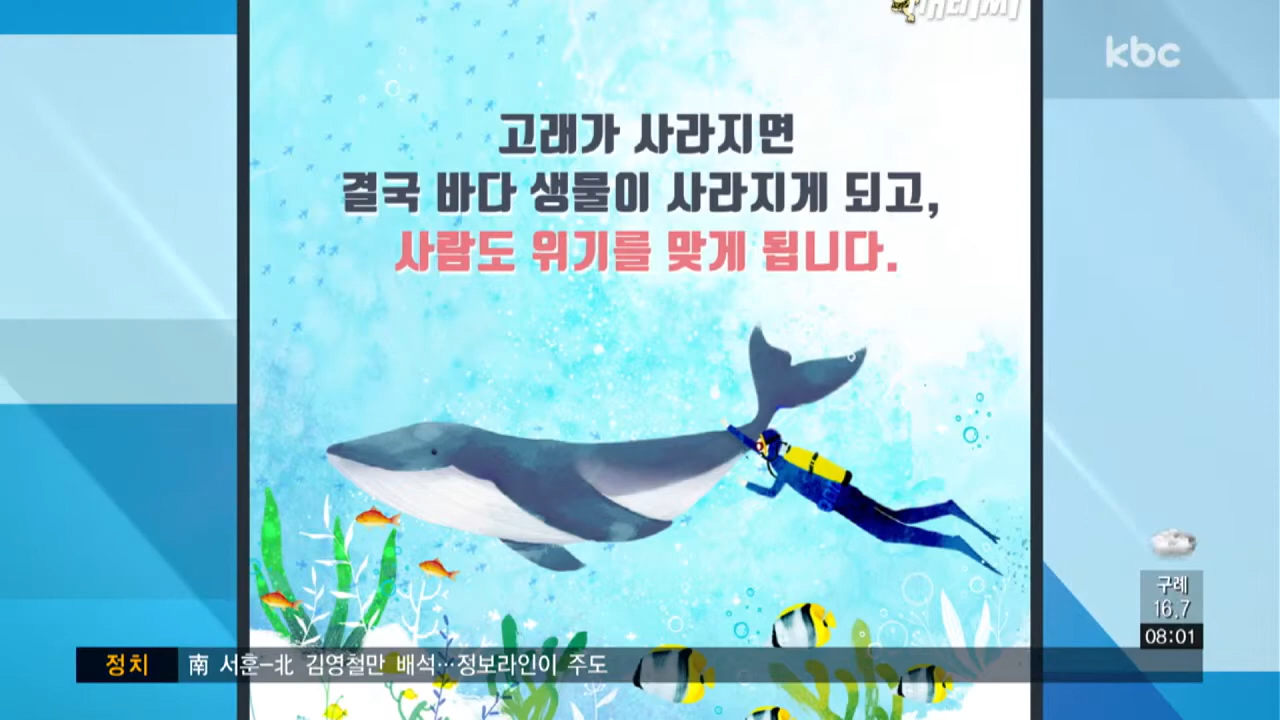 kbc
고래가 사라지면
결국 바다 생물이 사라지게 되고,
사람도 위기를 맞게 됩니다.
구례
16.7
08:01
정치 南 서훈-北 김영철만 배석…정보라인이 주도